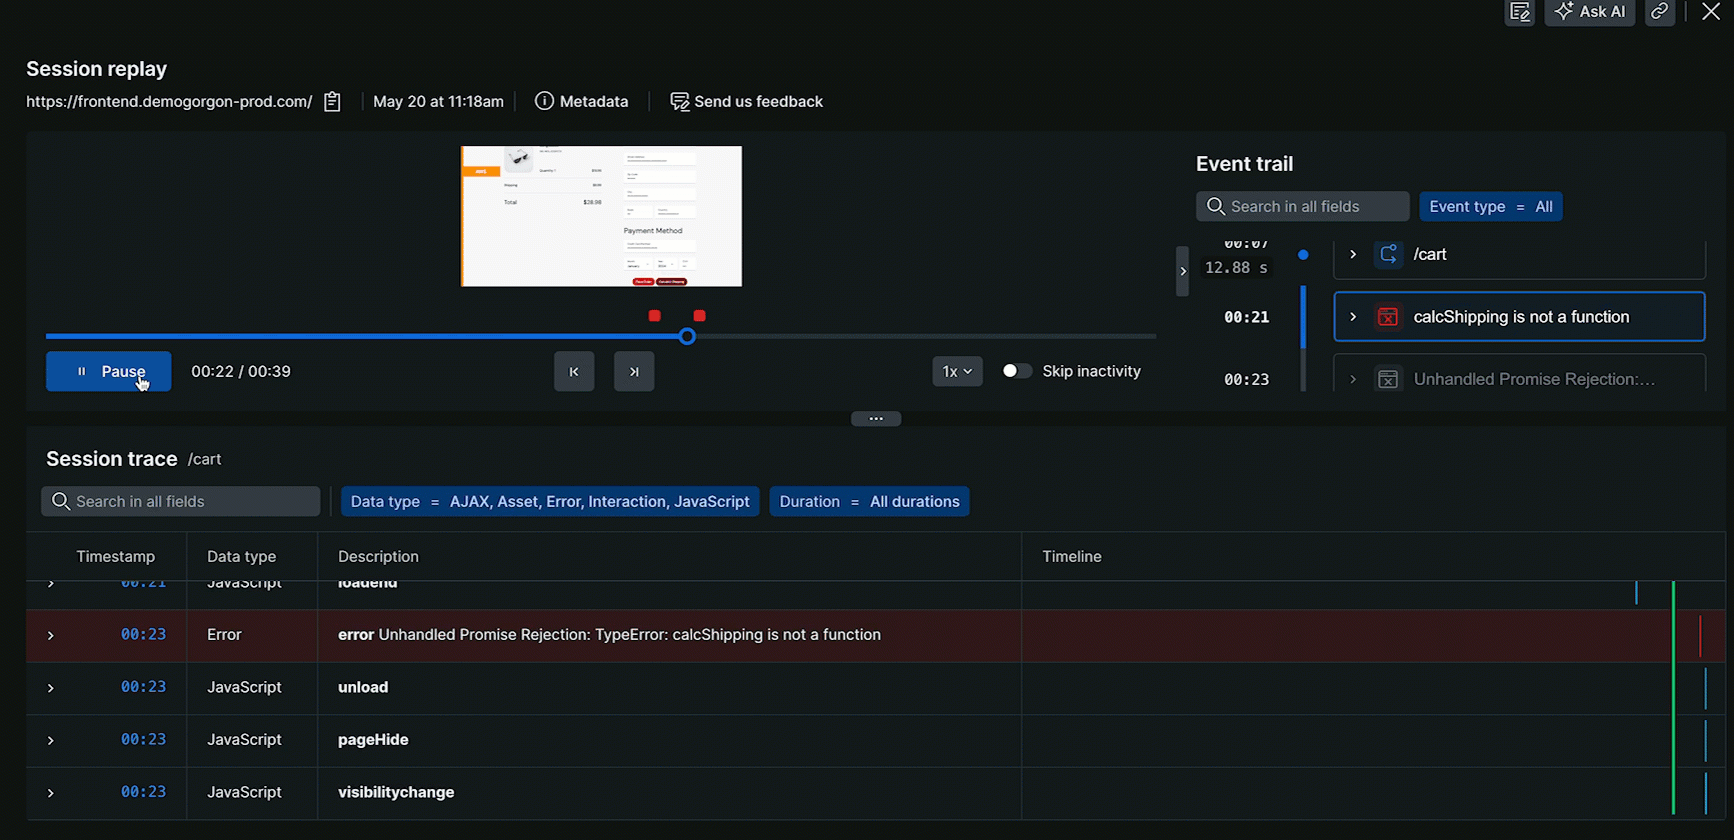 Ask AI
Session replay
https://frontend.demogorgon-prod.com/
May 20 at 11:18am
Metadata
Send us feedback
Quantity: 1
Shipping
Total $28.98
Payment Method
Event trail
Search in all fields
Event type = All
00:07
12.88 s
/cart
00:21
calcShipping is not a function
00:23
Unhandled Promise Rejection:...
Pause
00:22 / 00:39
1x
Skip inactivity
Session trace /cart
Search in all fields
Data type = AJAX, Asset, Error, Interaction, JavaScript
Duration = All durations
Timestamp Data type Description Timeline
00:21 JavaScript loadend
00:23 Error error Unhandled Promise Rejection: TypeError: calcShipping is not a function
00:23 JavaScript unload
00:23 JavaScript pageHide
00:23 JavaScript visibilitychange